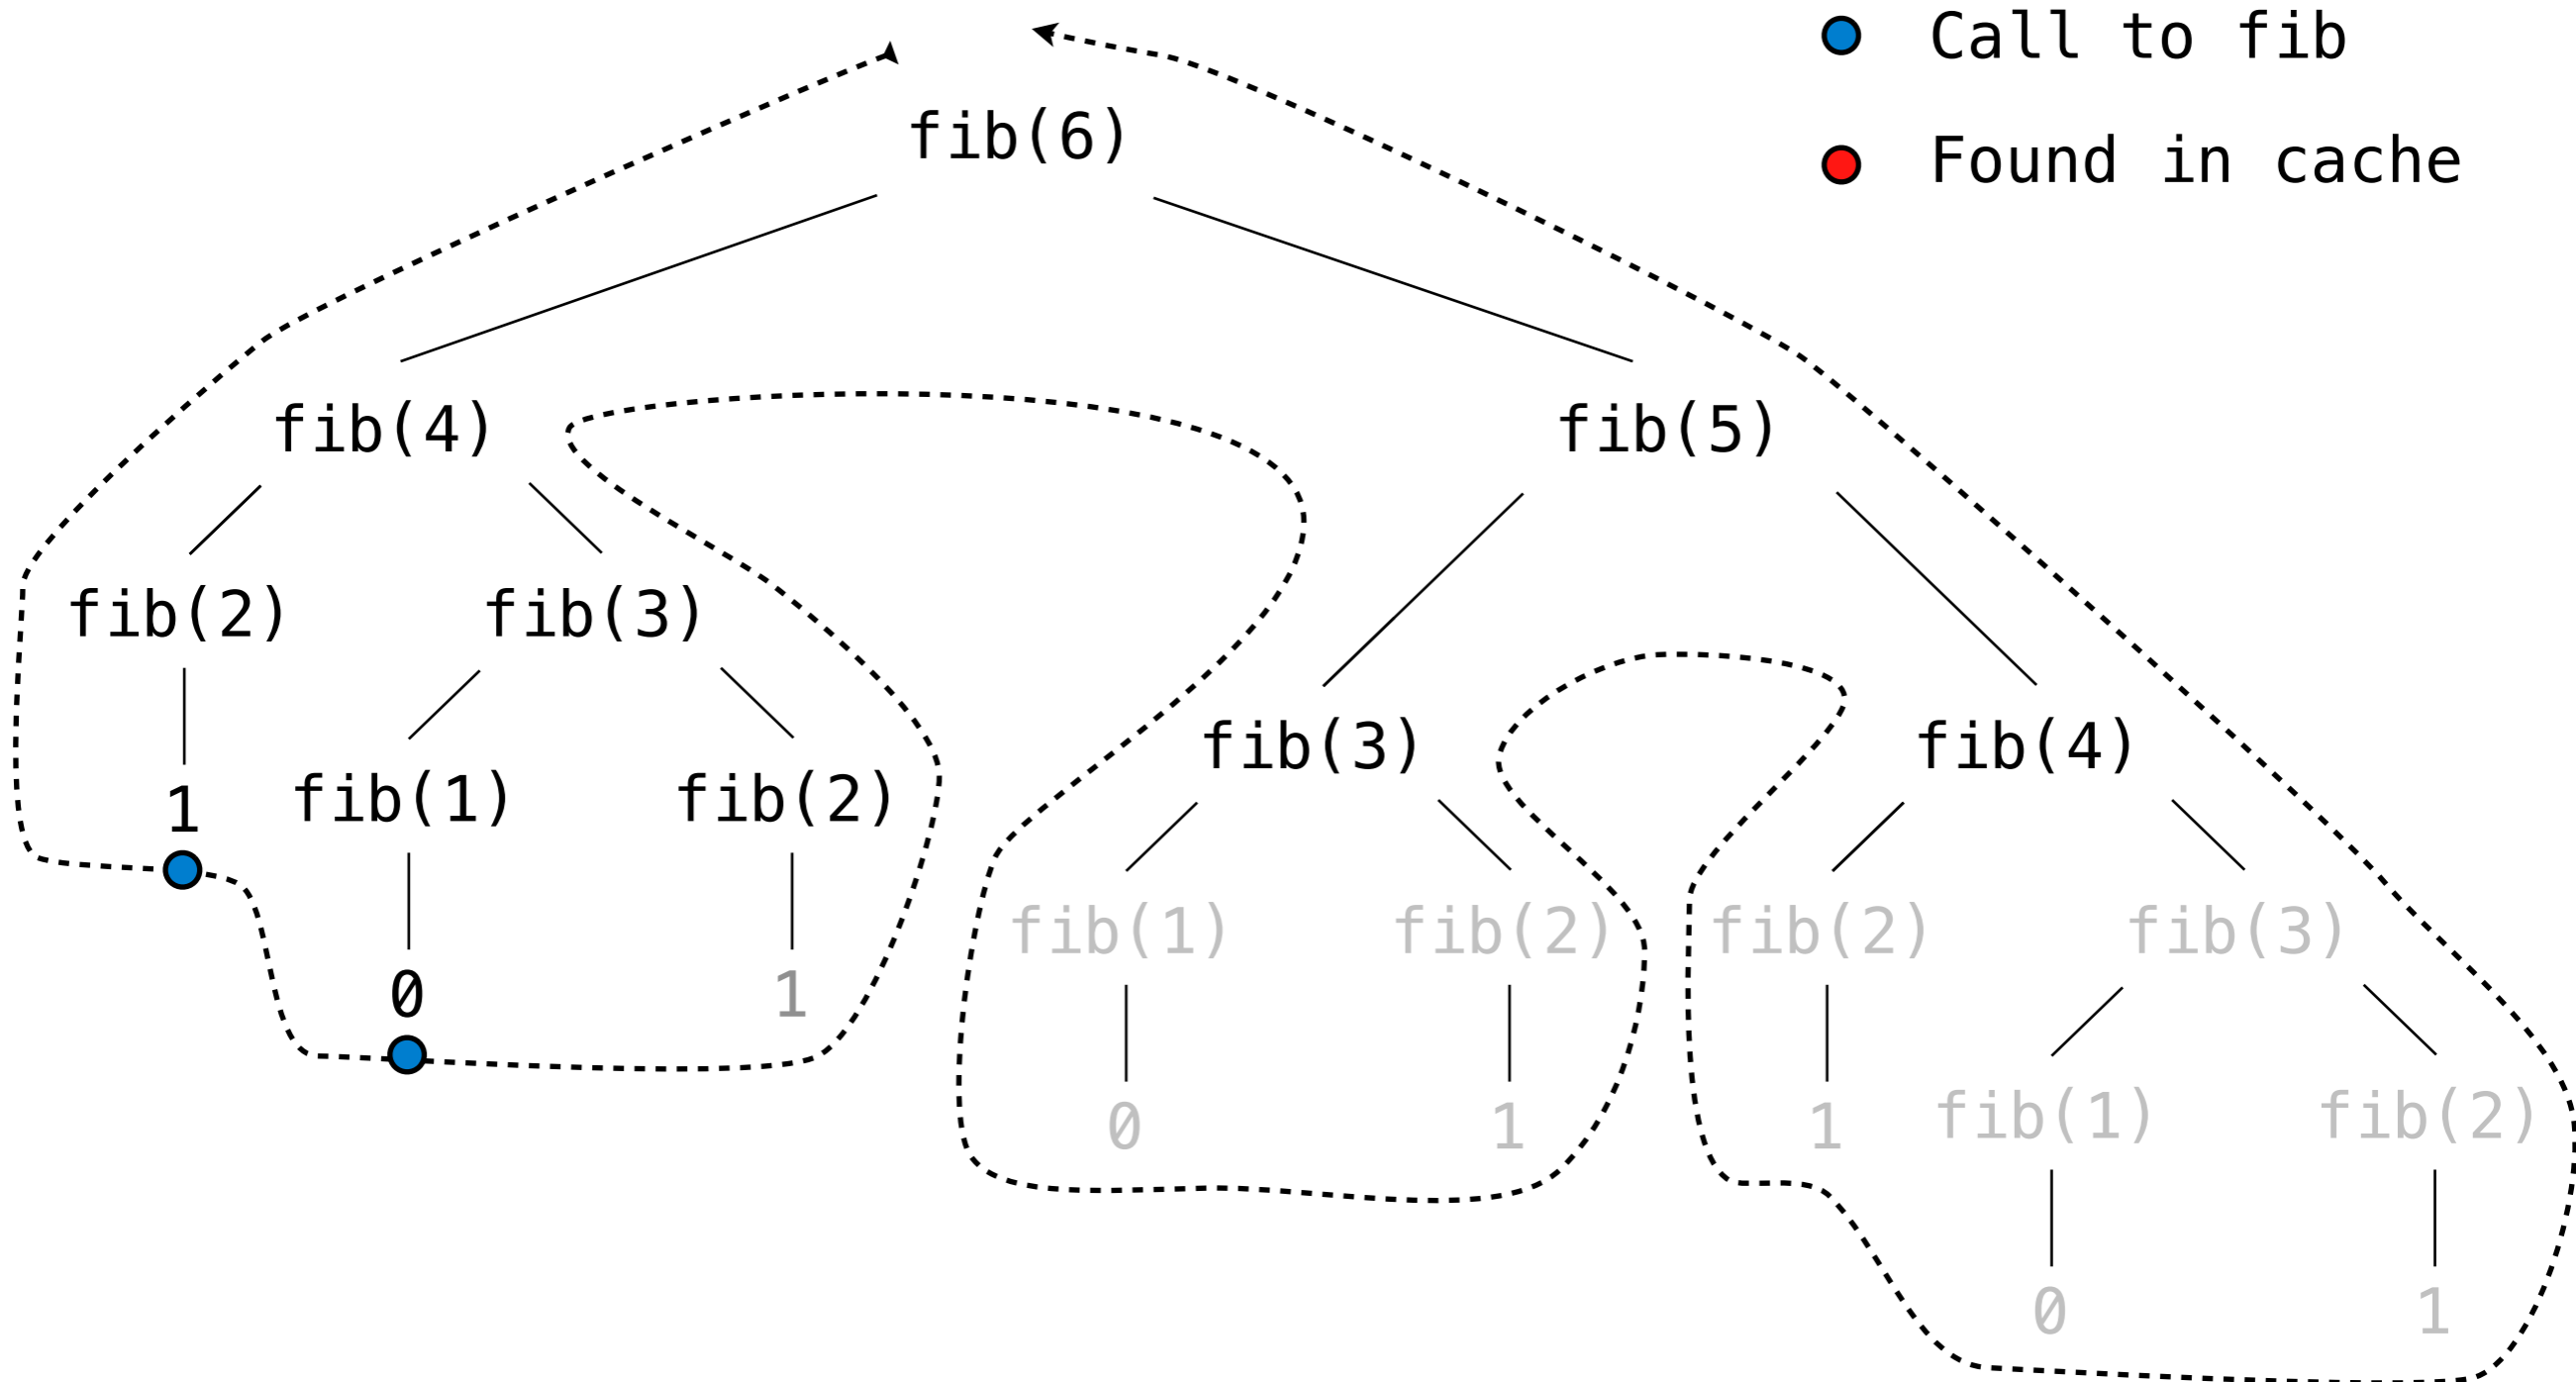 Call to fib
Found in cache
fib(6)
fib(4)
fib(5)
fib(2)
fib(3)
fib(3)
fib(4)
1
fib(1)
fib(2)
fib(1)
fib(2)
fib(2)
fib(3)
0
1
0
1
1
fib(1)
fib(2)
0
1